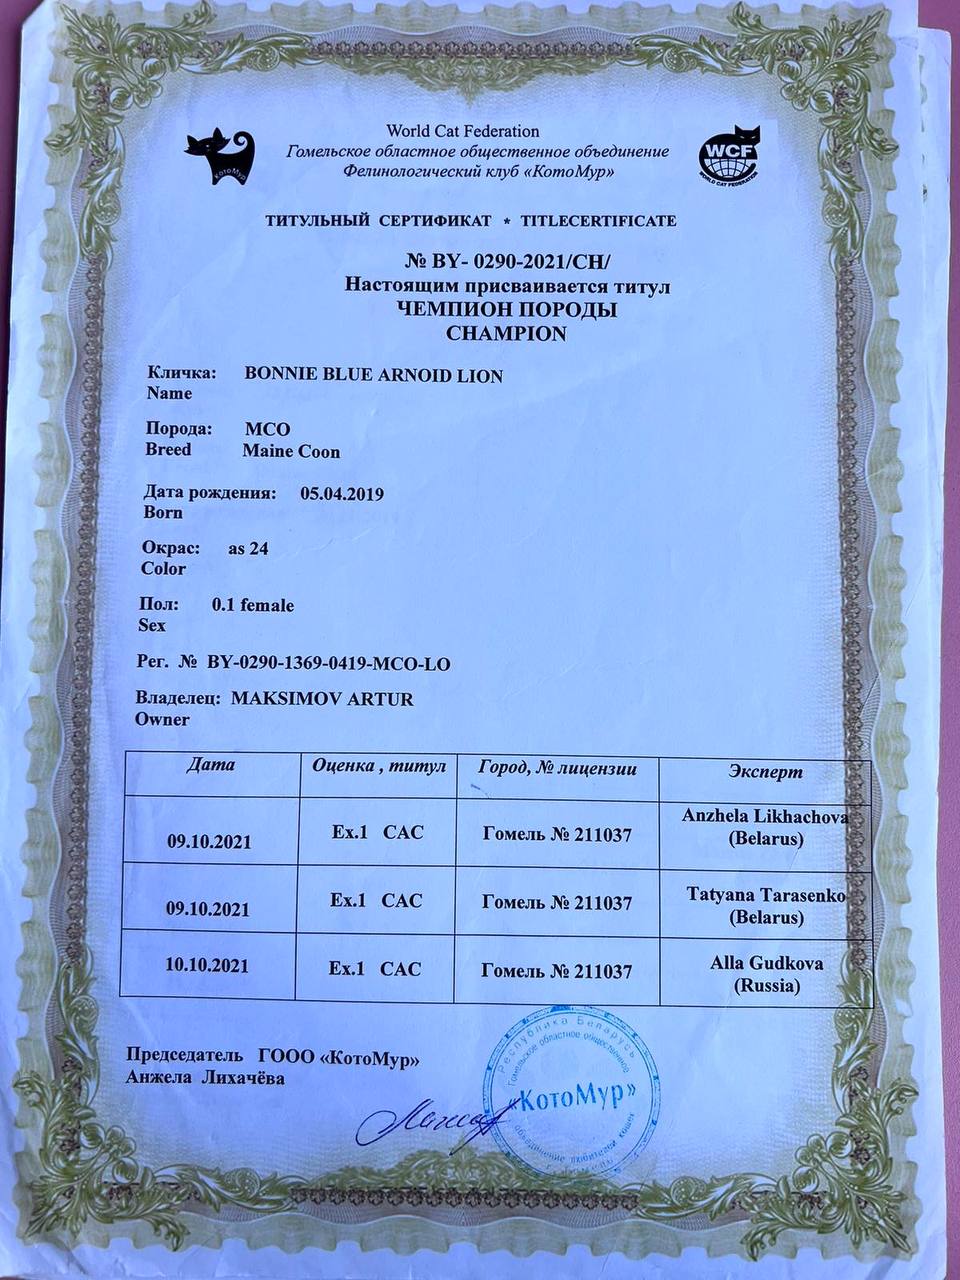 World Cat Federation
Гомельское областное общественное объединение
Фелинологический клуб «КотоМур»
КотоМур
WCF
WORLD CAT FEDERATION
ТИТУЛЬНЫЙ СЕРТИФИКАТ * TITLECERTIFICATE
№ BY- 0290-2021/CH/
Настоящим присваивается титул
ЧЕМПИОН ПОРОДЫ
CHAMPION
Кличка: BONNIE BLUE ARNOID LION
Name
Порода: MCO
Breed Maine Coon
Дата рождения: 05.04.2019
Born
Окрас: as 24
Color
Пол: 0.1 female
Sex
Рег. № BY-0290-1369-0419-MCO-LO
Владелец: MAKSIMOV ARTUR
Owner
Дата Оценка , титул Город, № лицензии Эксперт
09.10.2021 Ex.1 CAC Гомель № 211037 Anzhela Likhachova (Belarus)
09.10.2021 Ex.1 CAC Гомель № 211037 Tatyana Tarasenko (Belarus)
10.10.2021 Ex.1 CAC Гомель № 211037 Alla Gudkova (Russia)
Председатель ГООО «КотоМур»
Анжела Лихачёва
Республика Беларусь
Гомельское областное общественное
«КотоМур»
объединение любителей кошек